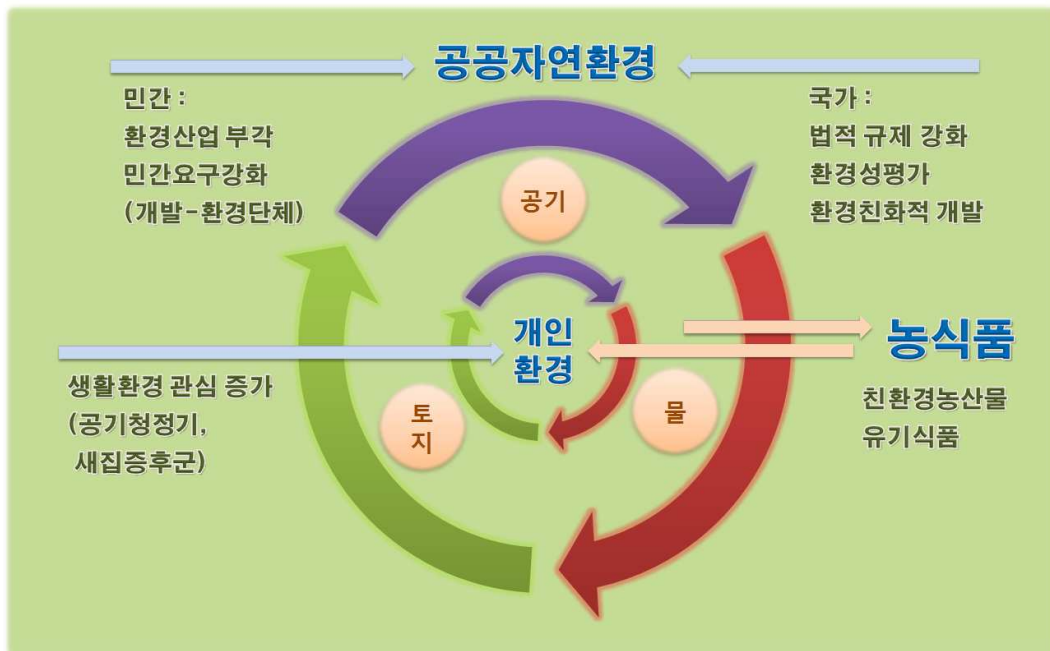 공공자연환경
민간 :
환경산업 부각
민간요구강화
(개발-환경단체)
국가 :
법적 규제 강화
환경성평가
환경친화적 개발
공기
개인
환경
농식품
생활환경 관심 증가
(공기청정기,
새집증후군)
토
지
물
친환경농산물
유기식품